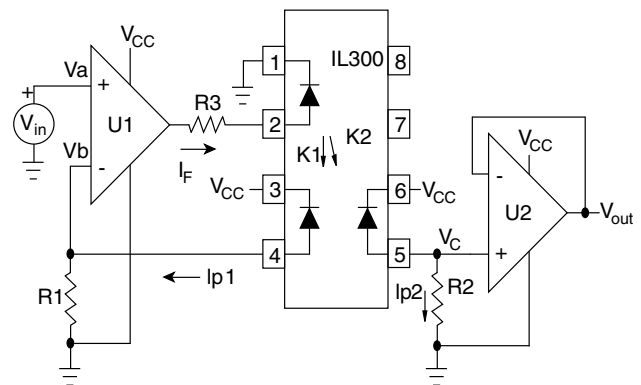 VCC
Va
+
+
Vin
U1
R3
Vb
-
IF
1
IL300
8
2
K2
7
K1
VCC
3
6
VCC
4
5
VC
Ip1
R1
Ip2
R2
-
VCC
U2
Vout
+